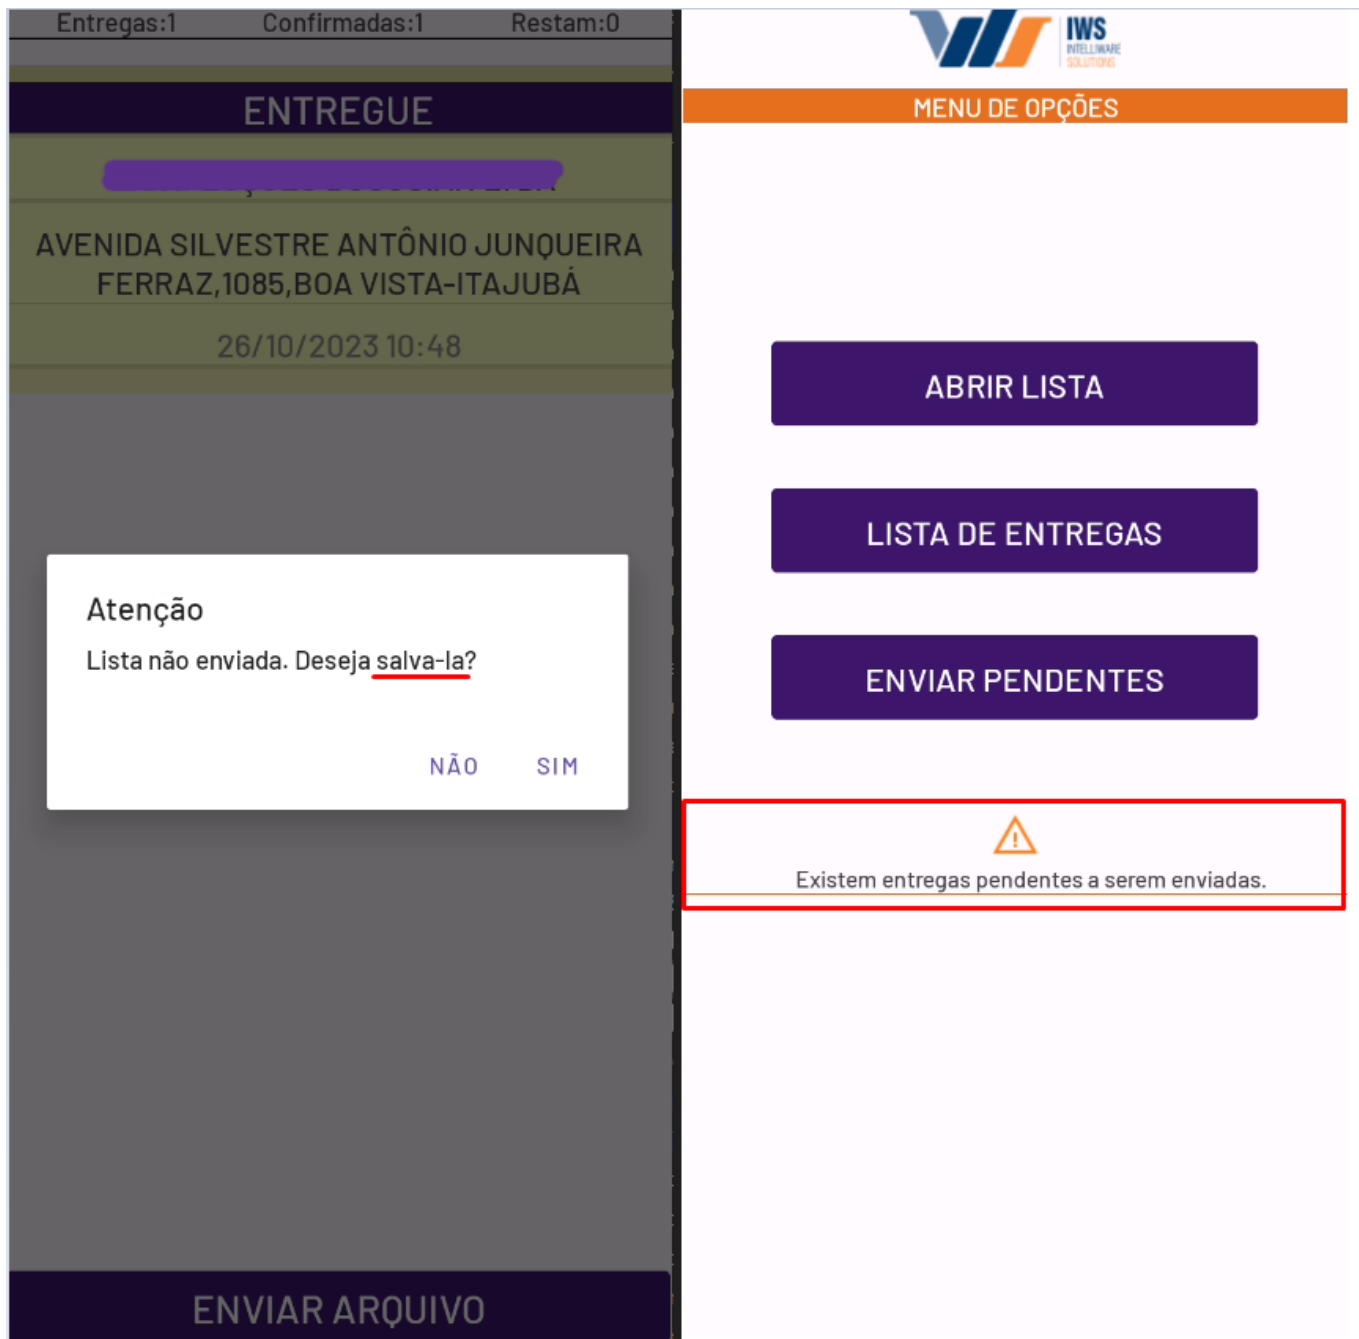 Entregas:1 Confirmadas:1 Restam:0
ENTREGUE
AVENIDA SILVESTRE ANTÔNIO JUNQUEIRA
FERRAZ,1085,BOA VISTA-ITAJUBÁ
26/10/2023 10:48
Atenção
Lista não enviada. Deseja salva-la?
NÃO SIM
ENVIAR ARQUIVO
IWS
INTELLIWARE
SOLUTIONS
MENU DE OPÇÕES
ABRIR LISTA
LISTA DE ENTREGAS
ENVIAR PENDENTES
Existem entregas pendentes a serem enviadas.